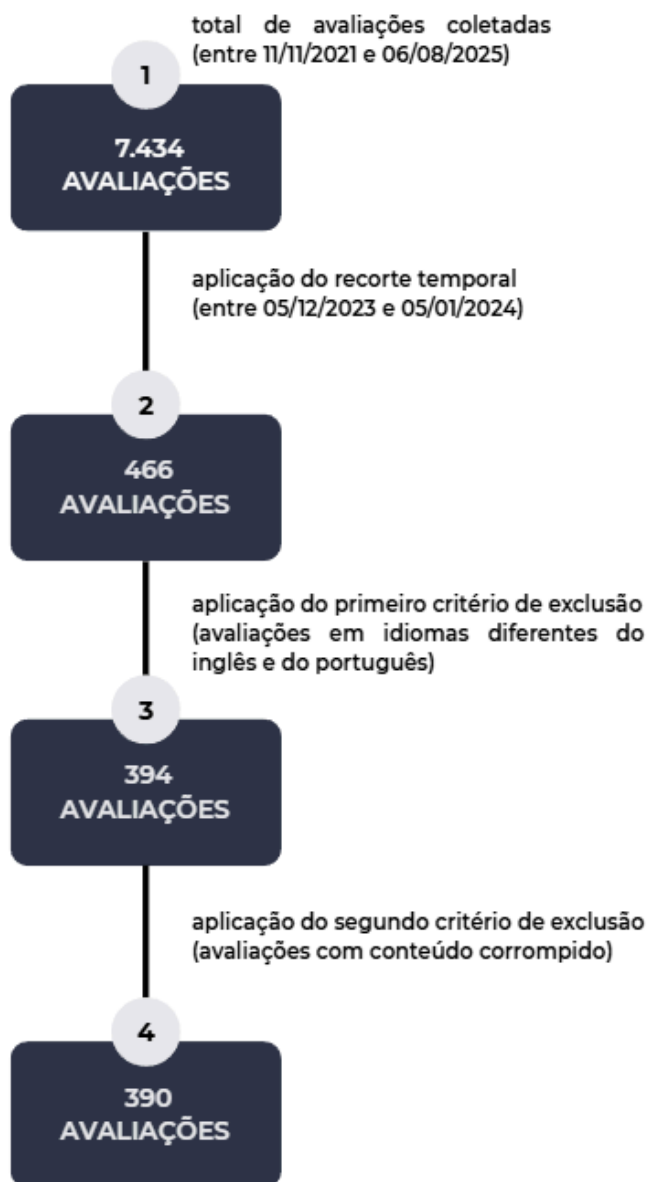 total de avaliações coletadas
(entre 11/11/2021 e 06/08/2025)
1
7.434
AVALIAÇÕES
aplicação do recorte temporal
(entre 05/12/2023 e 05/01/2024)
2
466
AVALIAÇÕES
aplicação do primeiro critério de exclusão
(avaliações em idiomas diferentes do
inglês e do português)
3
394
AVALIAÇÕES
aplicação do segundo critério de exclusão
(avaliações com conteúdo corrompido)
4
390
AVALIAÇÕES